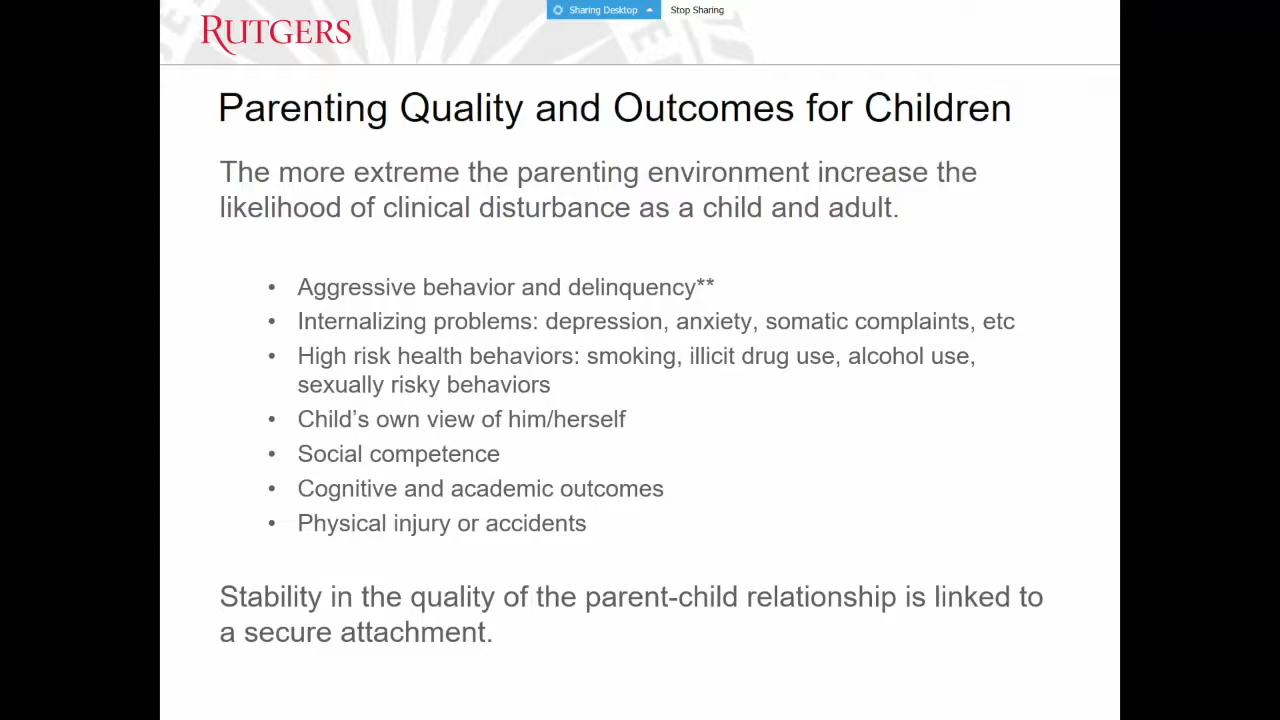 Sharing Desktop Stop Sharing
RUTGERS
Parenting Quality and Outcomes for Children
The more extreme the parenting environment increase the
likelihood of clinical disturbance as a child and adult.
• Aggressive behavior and delinquency**
• Internalizing problems: depression, anxiety, somatic complaints, etc
• High risk health behaviors: smoking, illicit drug use, alcohol use,
sexually risky behaviors
• Child’s own view of him/herself
• Social competence
• Cognitive and academic outcomes
• Physical injury or accidents
Stability in the quality of the parent-child relationship is linked to
a secure attachment.